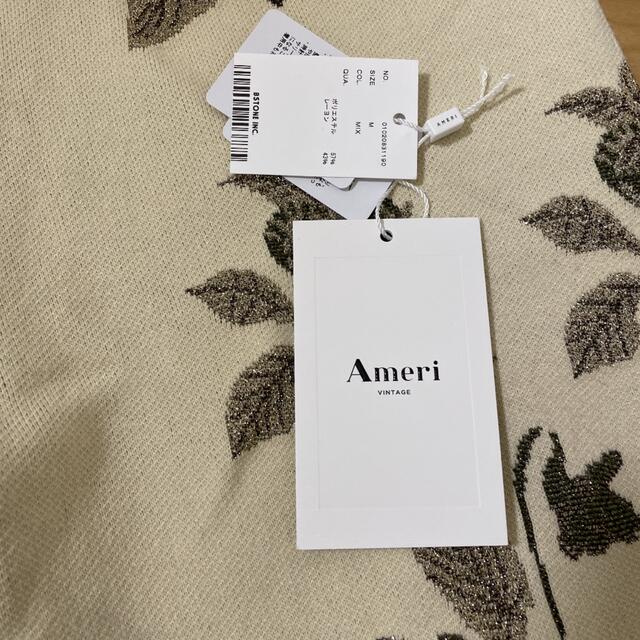 NO. 01020831190
SIZE M
COL. MIX
QUA. ポリエステル 57%
レーヨン 43%
BSTONE INC.
AMERI
Ameri
VINTAGE